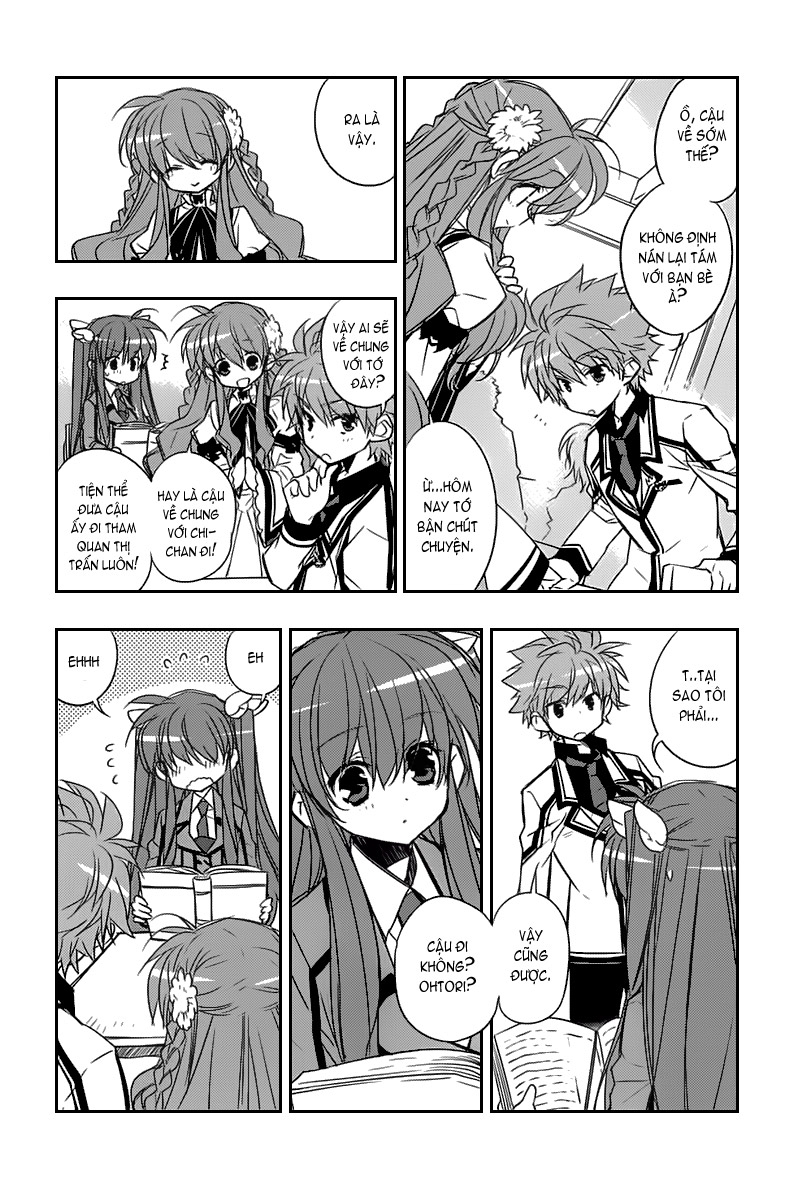 Ồ, CẬU
VỀ SỚM
THẾ?
KHÔNG ĐỊNH
NÁN LẠI TÁM
VỚI BẠN BÈ
À?
Ừ...HÔM
NAY TỚ
BẬN CHÚT
CHUYỆN.
RA LÀ
VẬY.
VẬY AI SẼ
VỀ CHUNG
VỚI TỚ
ĐÂY?
HAY LÀ CẬU
VỀ CHUNG
VỚI CHI-
CHAN ĐI!
TIỆN THỂ
ĐƯA CẬU
ẤY ĐI THAM
QUAN THỊ
TRẤN LUÔN!
T..TẠI
SAO TÔI
PHẢI...
VẬY
CŨNG
ĐƯỢC.
CẬU ĐI
KHÔNG?
OHTORI?
EH
EHHH